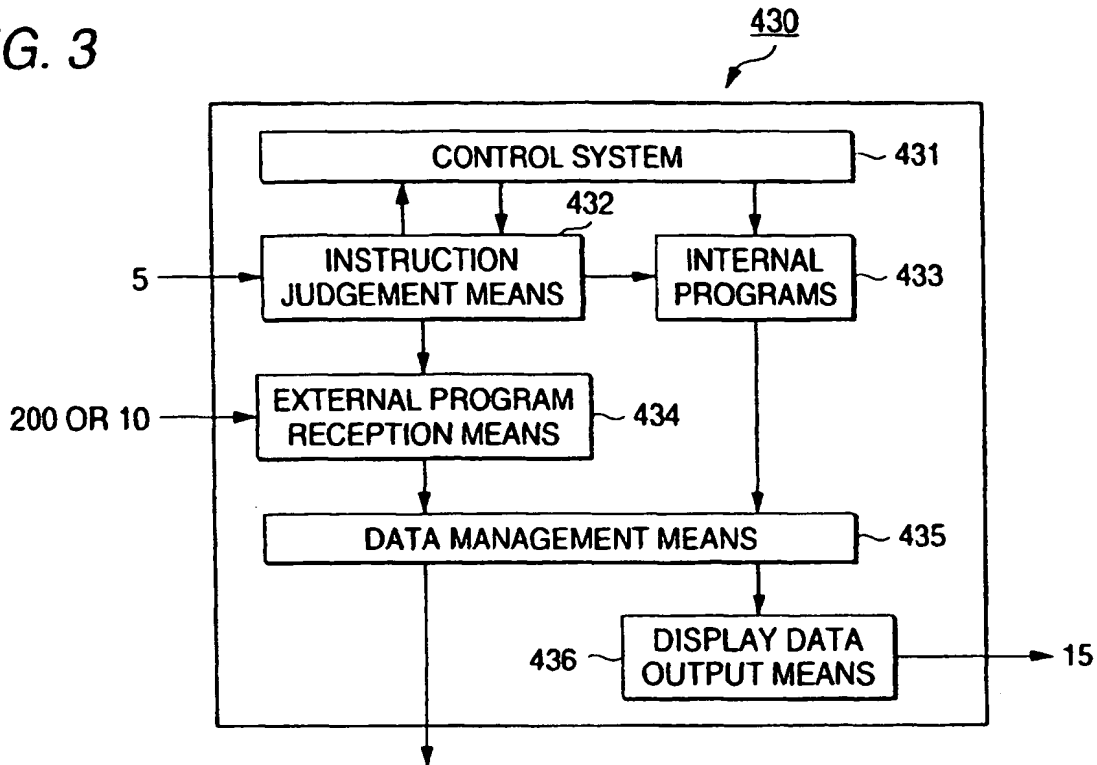 G. 3
430
CONTROL SYSTEM
431
432
INSTRUCTION
JUDGEMENT MEANS
5
INTERNAL
PROGRAMS
433
EXTERNAL PROGRAM
RECEPTION MEANS
434
200 OR 10
DATA MANAGEMENT MEANS
435
DISPLAY DATA
OUTPUT MEANS
436
15